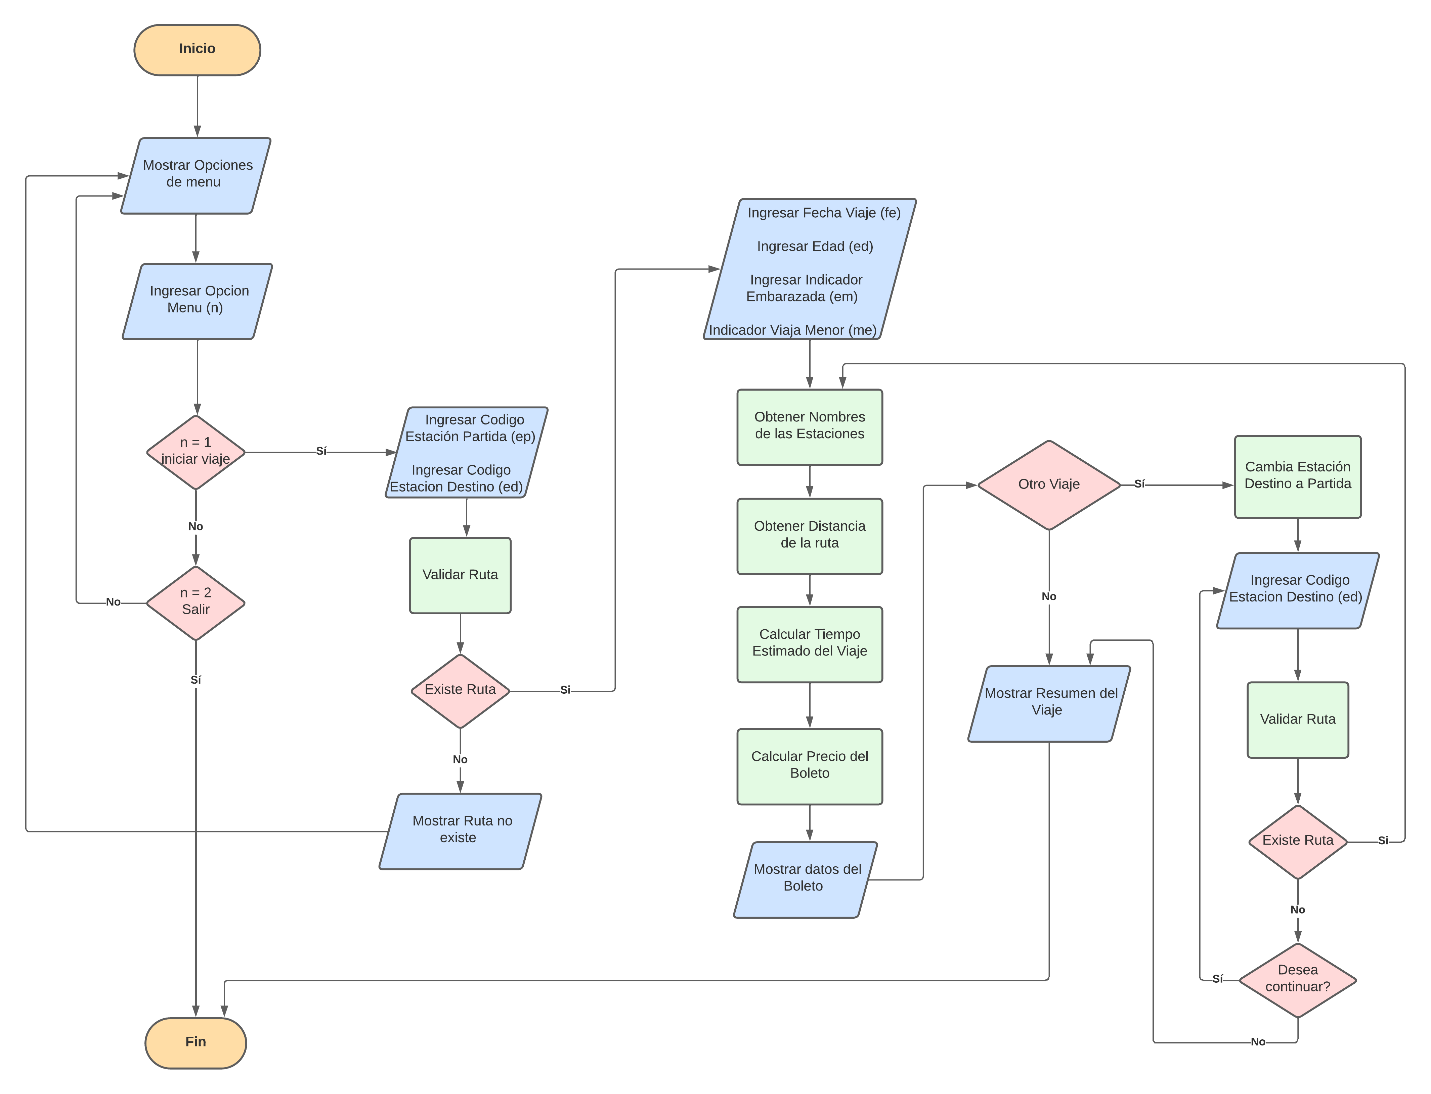 Inicio
Mostrar Opciones
de menu
Ingresar Opcion
Menu (n)
n = 1
iniciar viaje
Sí
No
n = 2
Salir
No
Sí
Fin
Ingresar Codigo
Estación Partida (ep)
Ingresar Codigo
Estacion Destino (ed)
Validar Ruta
Existe Ruta
Si
No
Mostrar Ruta no
existe
Ingresar Fecha Viaje (fe)
Ingresar Edad (ed)
Ingresar Indicador
Embarazada (em)
Indicador Viaja Menor (me)
Obtener Nombres
de las Estaciones
Obtener Distancia
de la ruta
Calcular Tiempo
Estimado del Viaje
Calcular Precio del
Boleto
Mostrar datos del
Boleto
Otro Viaje
Sí
No
Mostrar Resumen del
Viaje
Cambia Estación
Destino a Partida
Ingresar Codigo
Estacion Destino (ed)
Validar Ruta
Existe Ruta
Si
No
Desea
continuar?
Sí
No